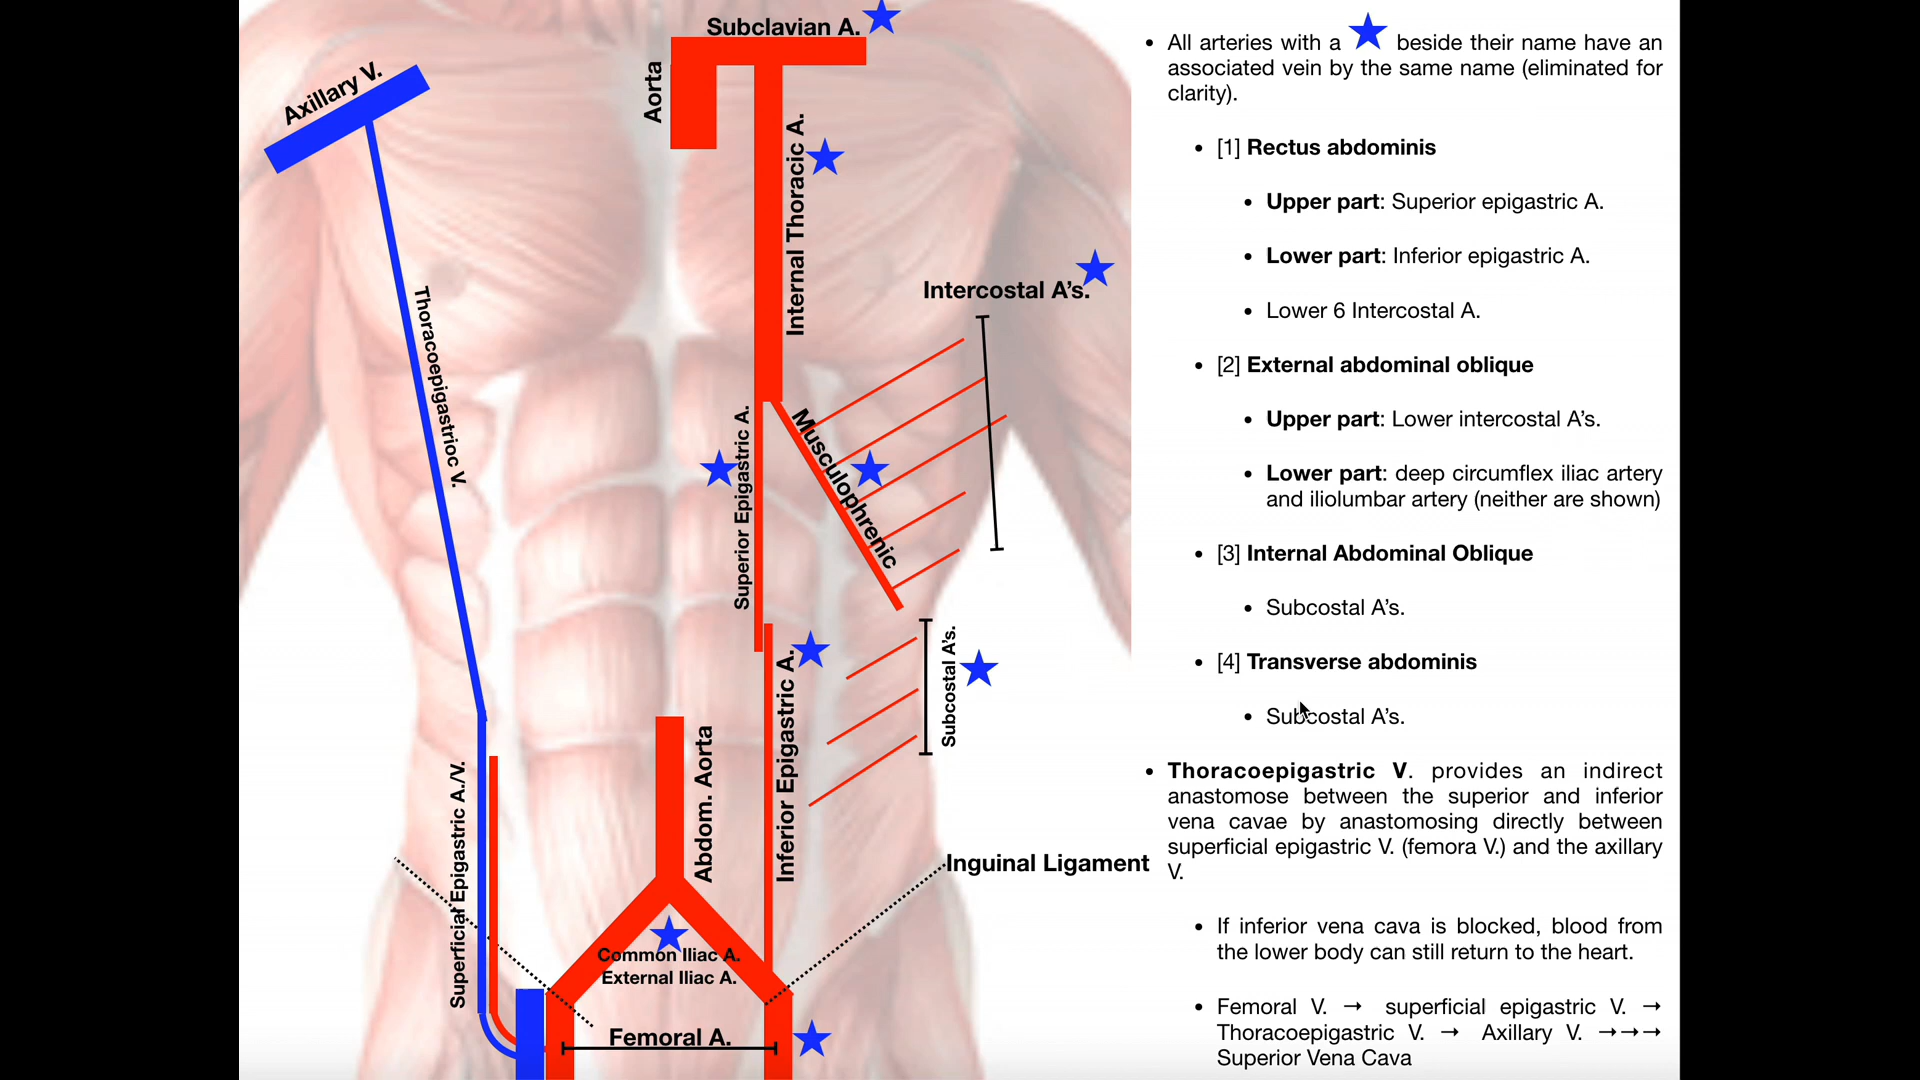 Subclavian A.
Axillary V.
Aorta
Internal Thoracic A.
Thoracoepigastrioc V.
Intercostal A's.
Superior Epigastric A.
Musculophrenic
Subcostal A's.
Inferior Epigastric A.
Abdom. Aorta
Superficial Epigastric A./V.
Inguinal Ligament
Common Iliac A.
External Iliac A.
Femoral A.
• All arteries with a ★ beside their name have an
associated vein by the same name (eliminated for
clarity).
• [1] Rectus abdominis
• Upper part: Superior epigastric A.
• Lower part: Inferior epigastric A.
• Lower 6 Intercostal A.
• [2] External abdominal oblique
• Upper part: Lower intercostal A's.
• Lower part: deep circumflex iliac artery
and iliolumbar artery (neither are shown)
• [3] Internal Abdominal Oblique
• Subcostal A's.
• [4] Transverse abdominis
• Subcostal A's.
• Thoracoepigastric V. provides an indirect
anastomose between the superior and inferior
vena cavae by anastomosing directly between
superficial epigastric V. (femora V.) and the axillary
V.
• If inferior vena cava is blocked, blood from
the lower body can still return to the heart.
• Femoral V. → superficial epigastric V. →
Thoracoepigastric V. → Axillary V. →→→
Superior Vena Cava